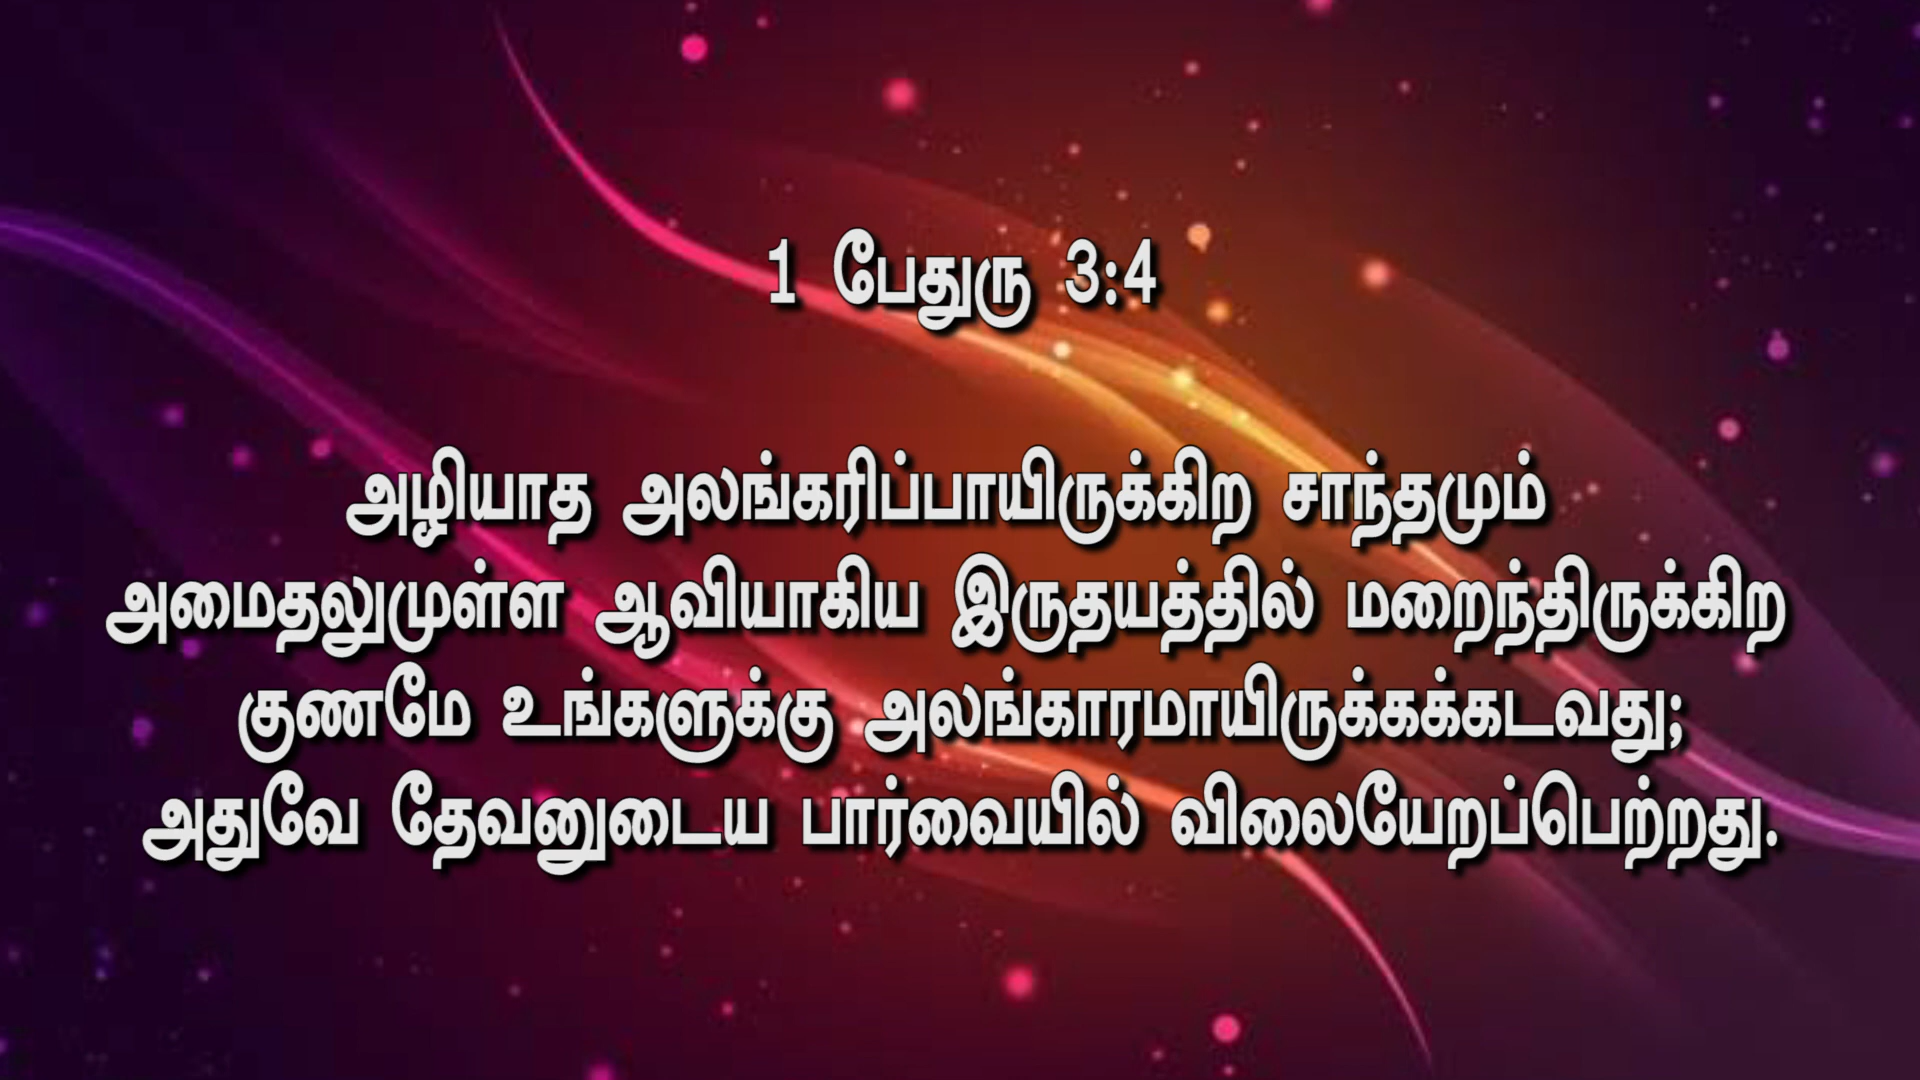 1 பேதுரு 3:4
அழியாத அலங்கரிப்பாயிருக்கிற சாந்தமும்
அமைதலுமுள்ள ஆவியாகிய இருதயத்தில் மறைந்திருக்கிற
குணமே உங்களுக்கு அலங்காரமாயிருக்கக்கடவது;
அதுவே தேவனுடைய பார்வையில் விலையேறப்பெற்றது.